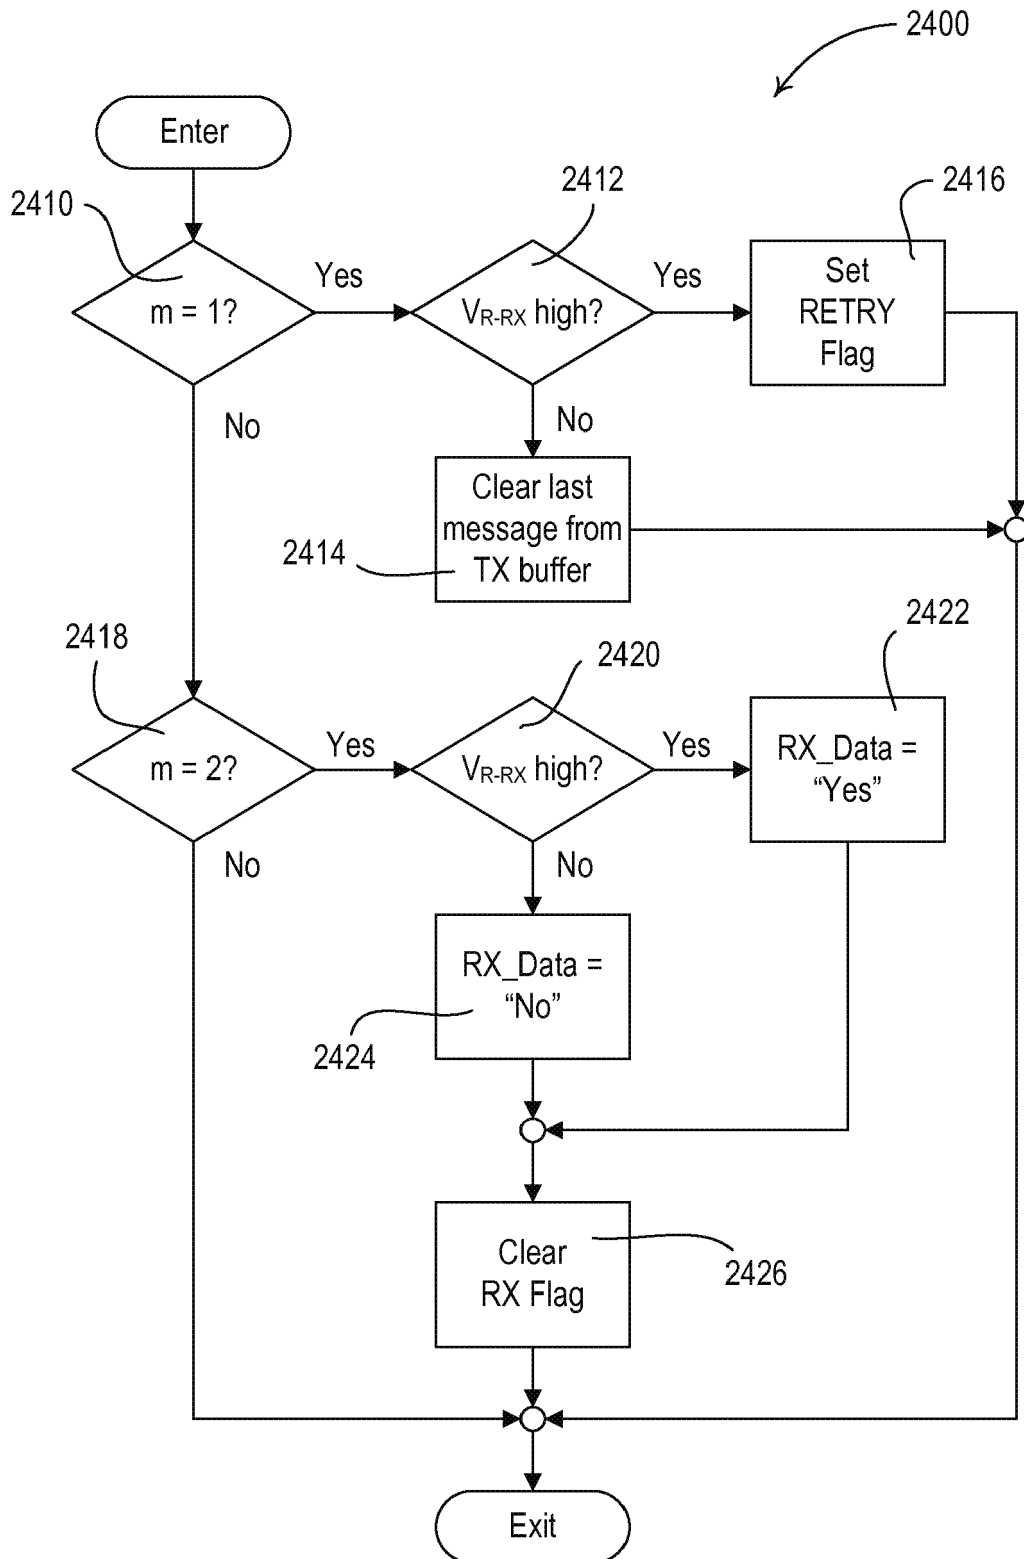 2400
Enter
2410
2412
2416
m = 1?
Yes
V_R-RX high?
Yes
Set
RETRY
Flag
No
No
Clear last
message from
TX buffer
2414
2418
2420
2422
m = 2?
Yes
V_R-RX high?
Yes
RX_Data =
“Yes”
No
No
RX_Data =
“No”
2424
Clear
RX Flag
2426
Exit